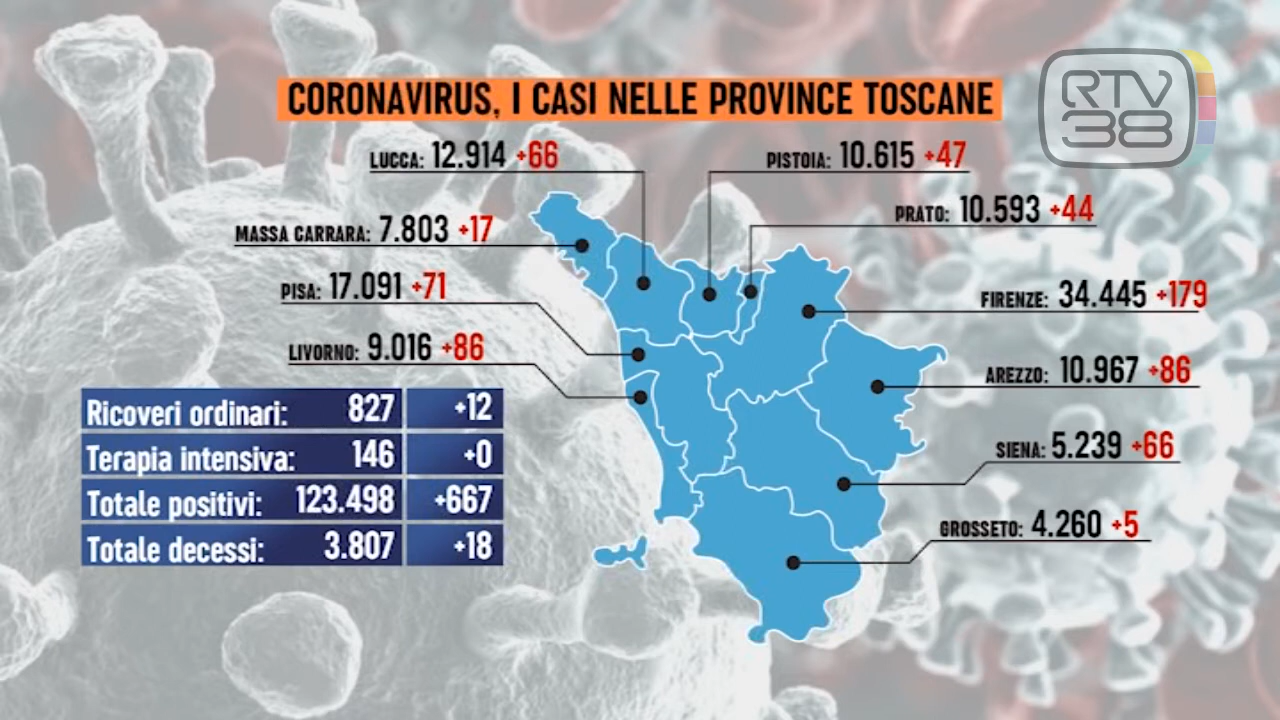 CORONAVIRUS, I CASI NELLE PROVINCE TOSCANE
RTV
38
LUCCA: 12.914 +66
PISTOIA: 10.615 +47
PRATO: 10.593 +44
MASSA CARRARA: 7.803 +17
PISA: 17.091 +71
FIRENZE: 34.445 +179
LIVORNO: 9.016 +86
AREZZO: 10.967 +86
SIENA: 5.239 +66
GROSSETO: 4.260 +5
Ricoveri ordinari: 827 +12
Terapia intensiva: 146 +0
Totale positivi: 123.498 +667
Totale decessi: 3.807 +18